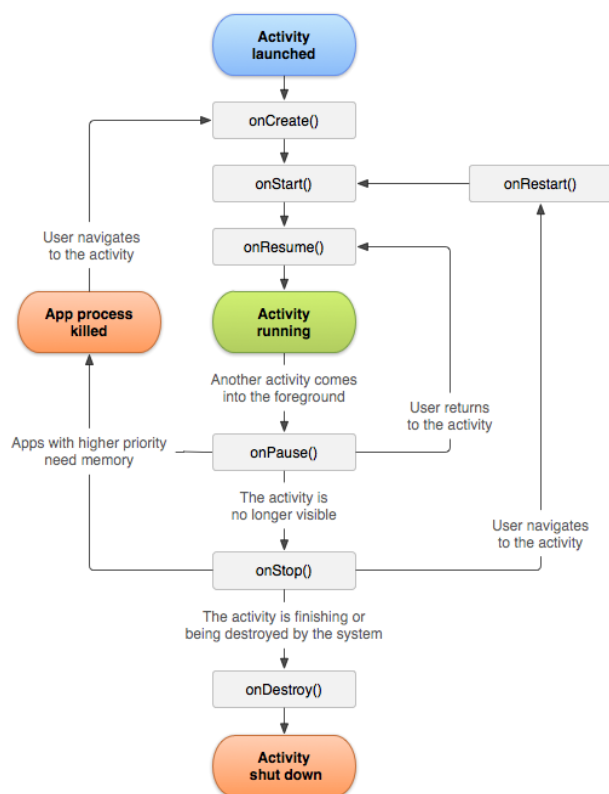 Activity
launched
onCreate()
onStart()
onRestart()
User navigates
to the activity
onResume()
App process
killed
Activity
running
Another activity comes
into the foreground
User returns
to the activity
Apps with higher priority
need memory
onPause()
The activity is
no longer visible
User navigates
to the activity
onStop()
The activity is finishing or
being destroyed by the system
onDestroy()
Activity
shut down